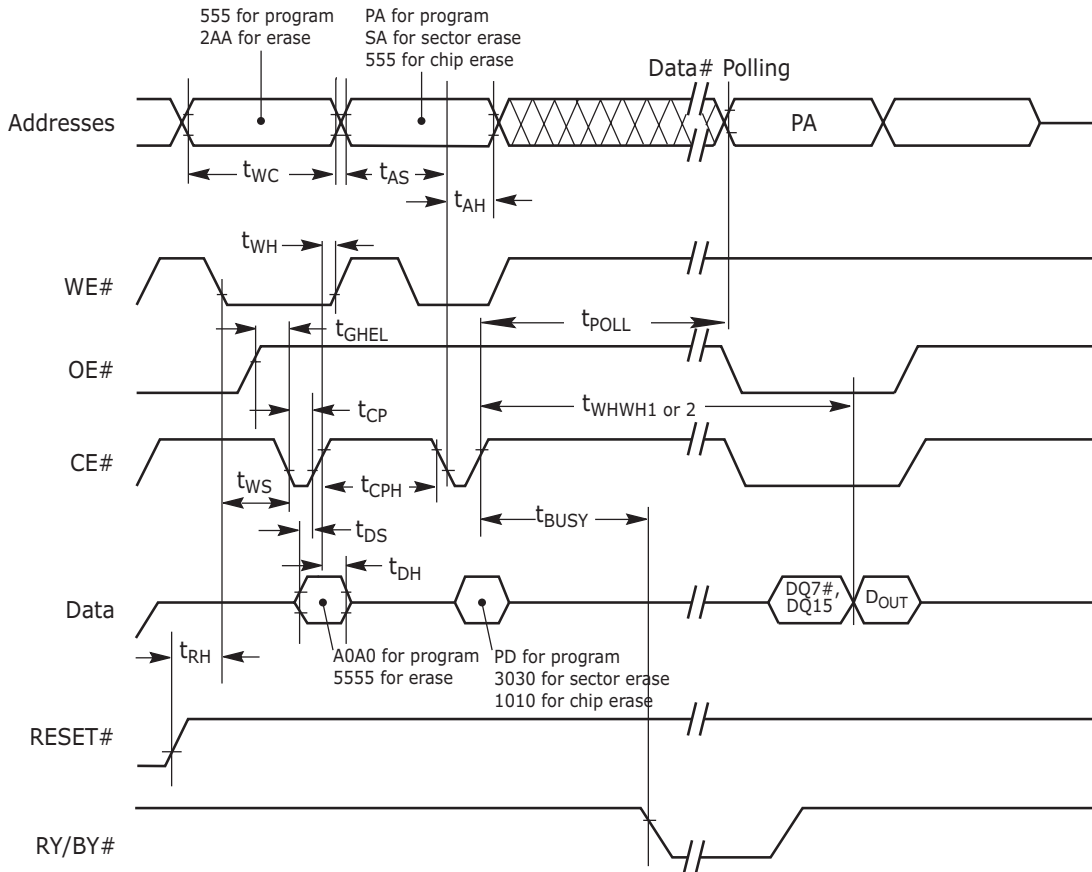 555 for program
2AA for erase
PA for program
SA for sector erase
555 for chip erase
Data# Polling
Addresses
PA
tWC
tAS
tAH
tWH
WE#
tGHEL
tPOLL
OE#
tCP
tWHWH1 or 2
CE#
tWS
tCPH
tBUSY
tDS
tDH
Data
DQ7#,
DQ15
DOUT
tRH
A0A0 for program
5555 for erase
PD for program
3030 for sector erase
1010 for chip erase
RESET#
RY/BY#